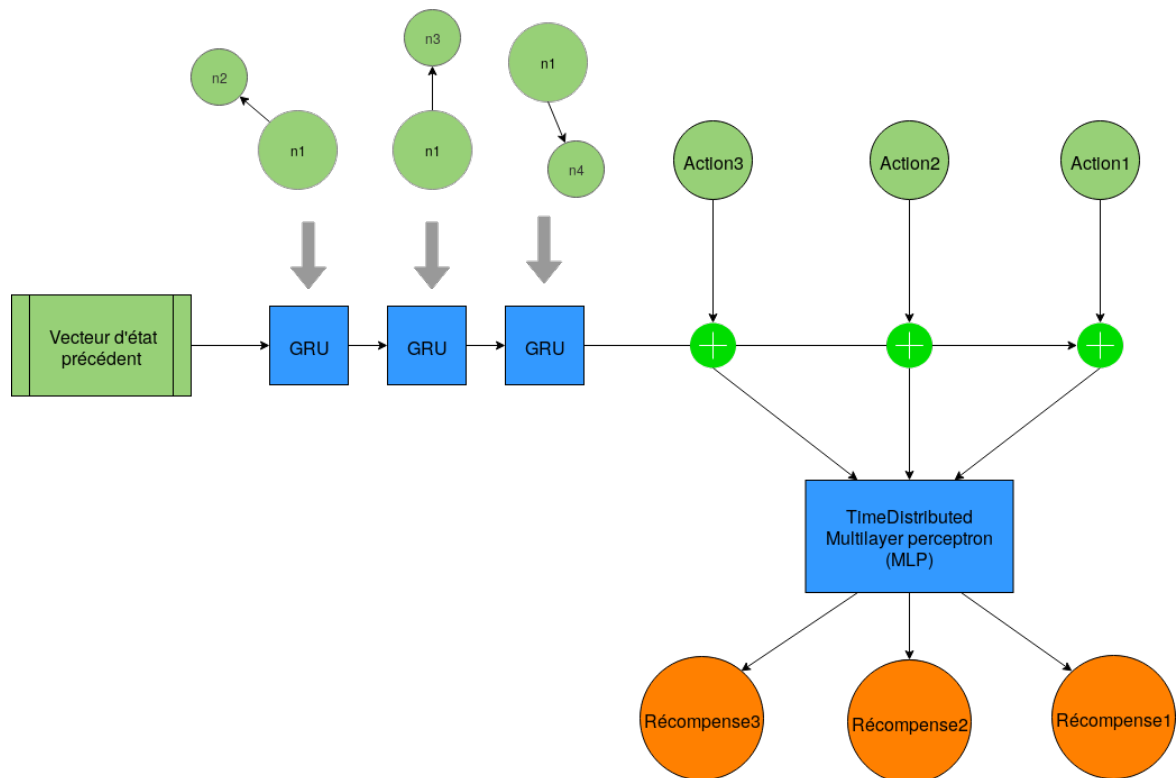 n3
n1
n2
n1
n1
n4
Action3
Action2
Action1
Vecteur d'état
précédent
GRU
GRU
GRU
TimeDistributed
Multilayer perceptron
(MLP)
Récompense3
Récompense2
Récompense1